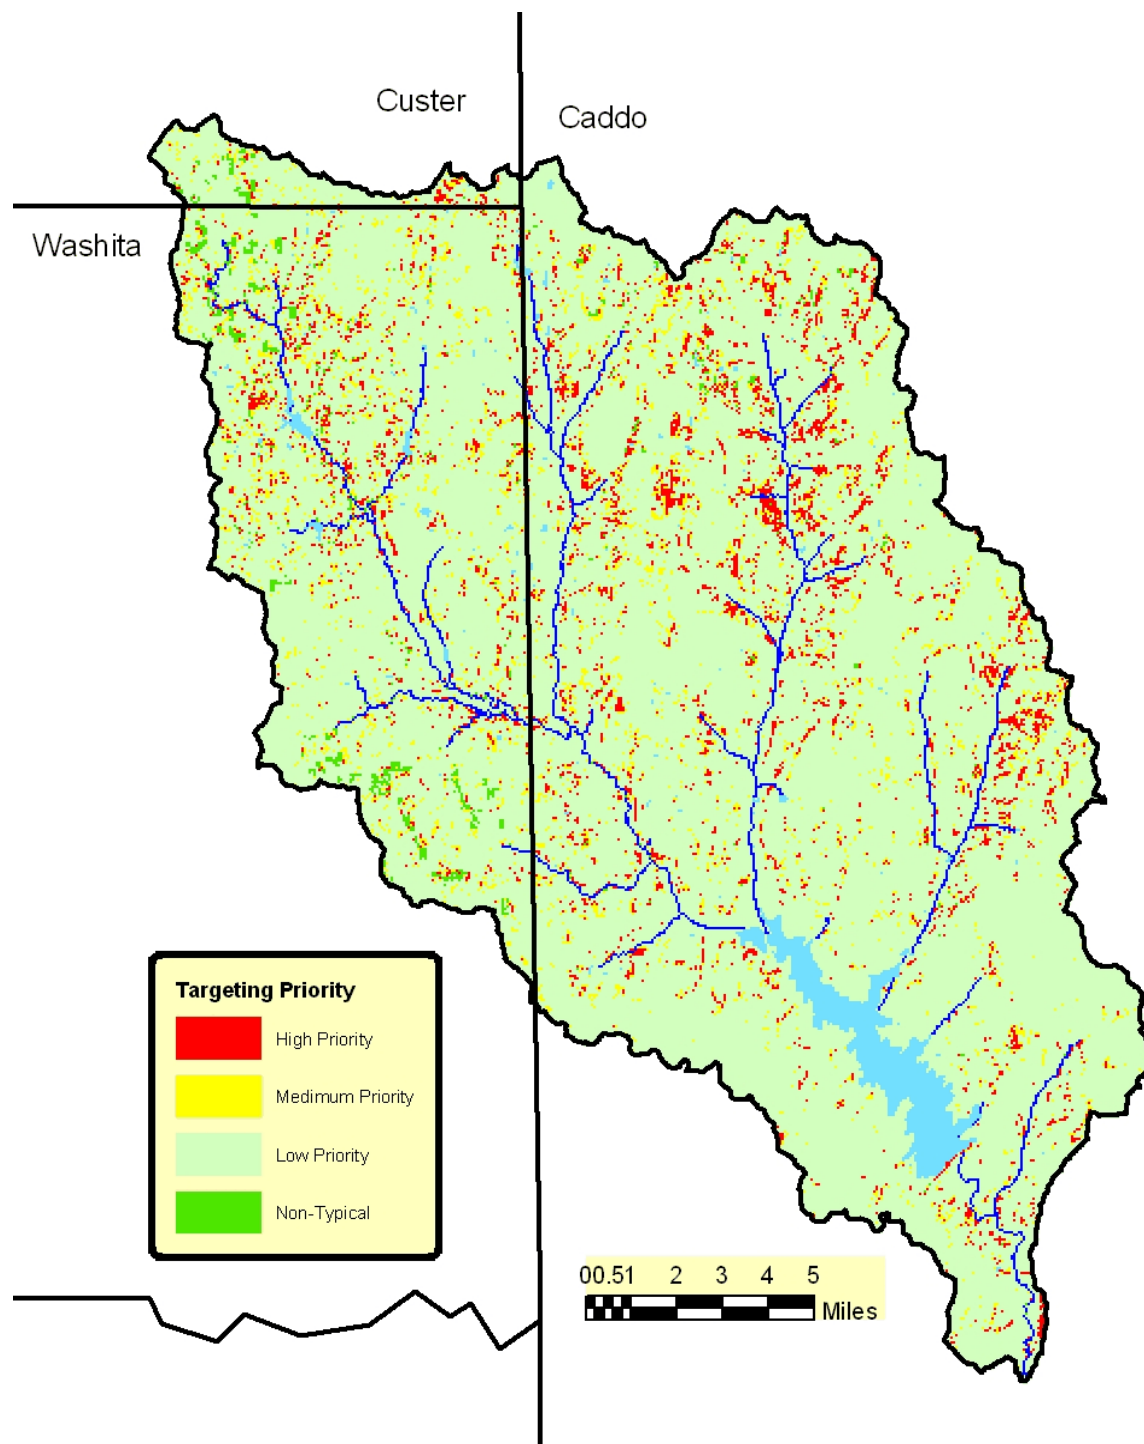 Custer
Caddo
Washita
Targeting Priority
High Priority
Medimum Priority
Low Priority
Non-Typical
00.51 2 3 4 5
Miles